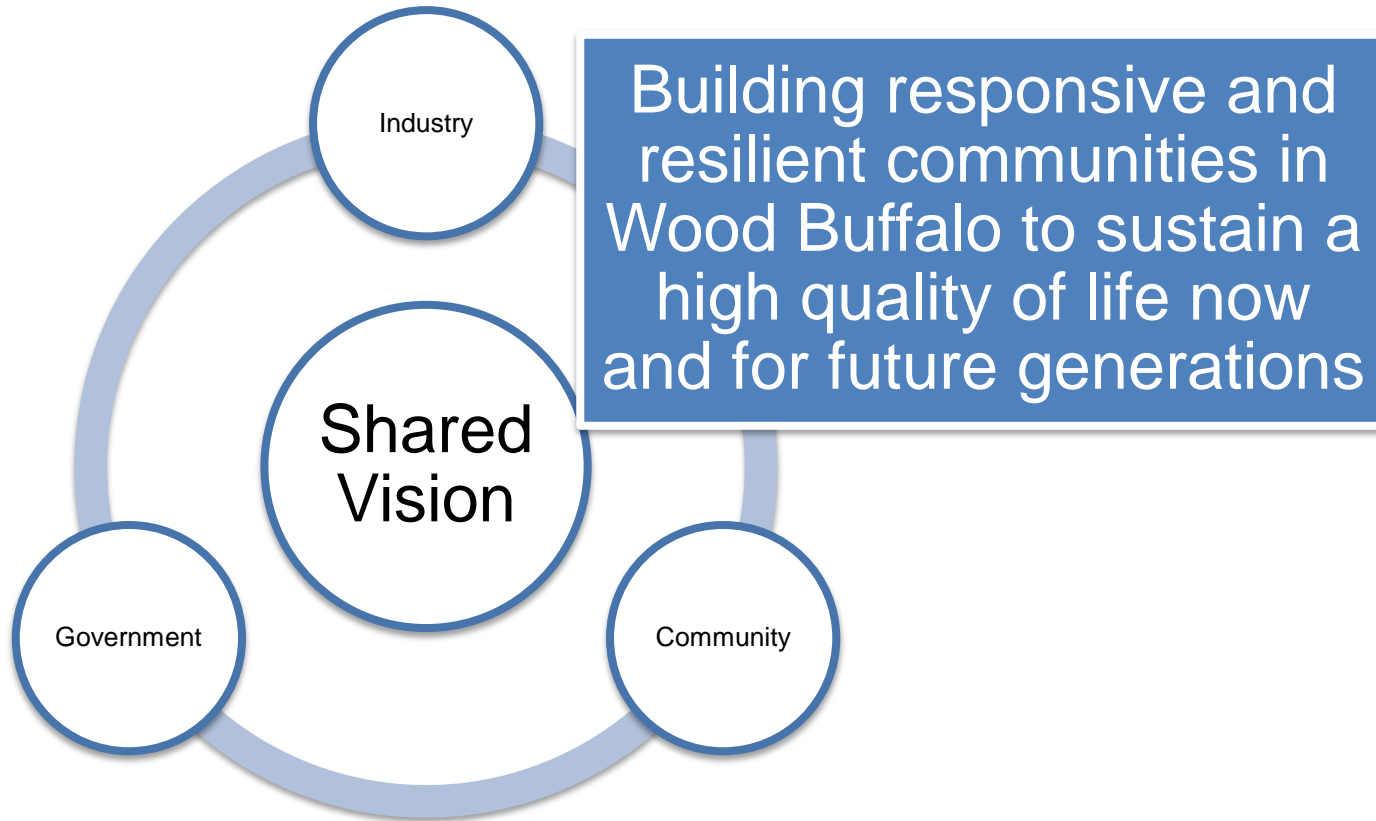 Industry
Building responsive and
resilient communities in
Wood Buffalo to sustain a
high quality of life now
and for future generations
Shared
Vision
Government
Community